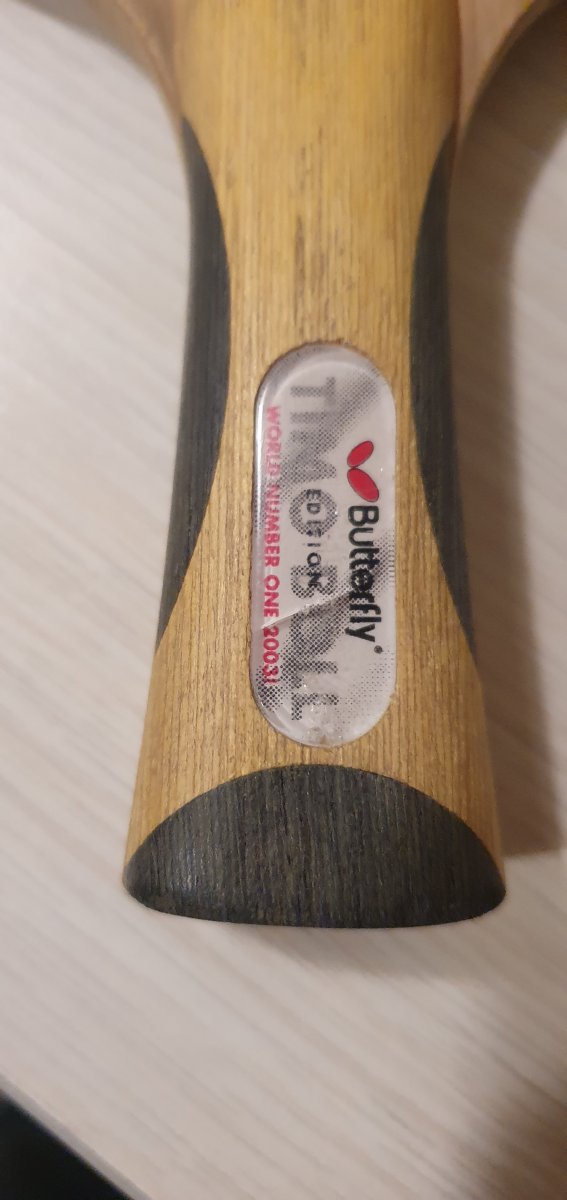 Butterfly
TIMO BOLL
EDITION
WORLD NUMBER ONE 2003!